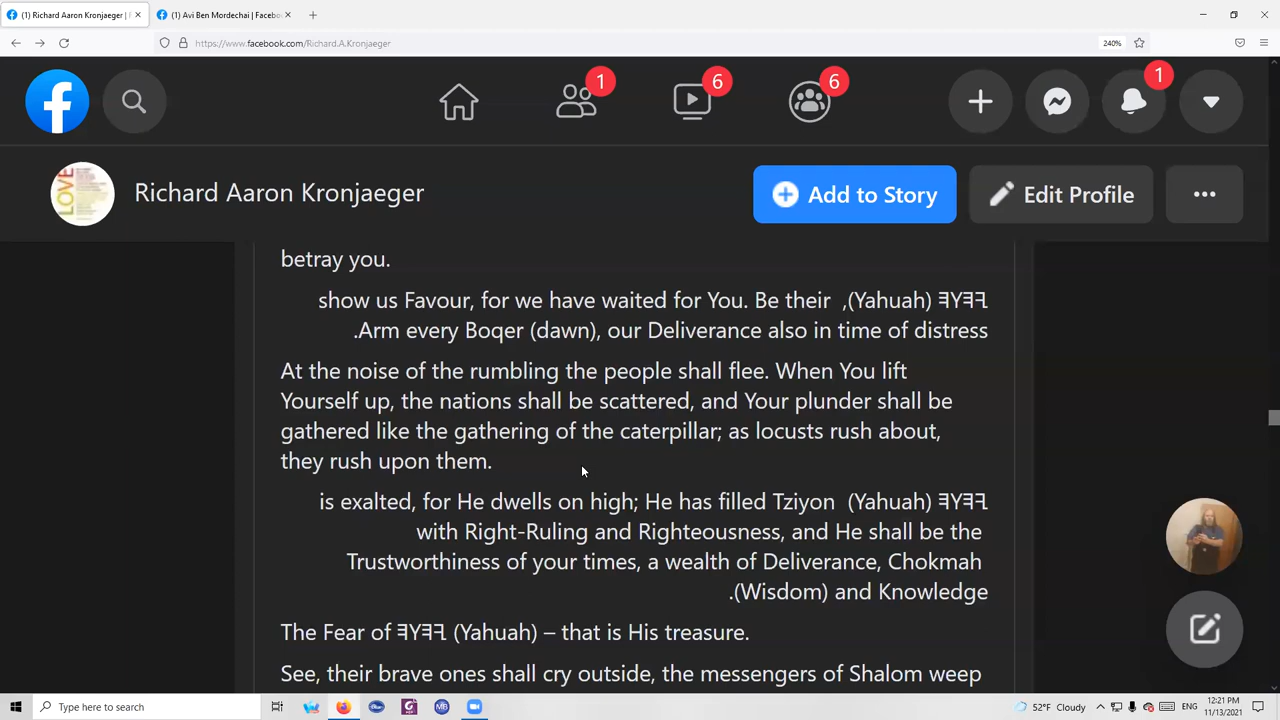 (1) Richard Aaron Kronjaeger |
(1) Avi Ben Mordechai | Facebo
https://www.facebook.com/Richard.A.Kronjaeger
240%
1
6
6
1
Richard Aaron Kronjaeger
Add to Story
Edit Profile
betray you.
show us Favour, for we have waited for You. Be their ,(Yahuah) 𐤉𐤄𐤅𐤄
.Arm every Boqer (dawn), our Deliverance also in time of distress
At the noise of the rumbling the people shall flee. When You lift
Yourself up, the nations shall be scattered, and Your plunder shall be
gathered like the gathering of the caterpillar; as locusts rush about,
they rush upon them.
is exalted, for He dwells on high; He has filled Tziyon (Yahuah) 𐤉𐤄𐤅𐤄
with Right-Ruling and Righteousness, and He shall be the
Trustworthiness of your times, a wealth of Deliverance, Chokmah
.(Wisdom) and Knowledge
The Fear of 𐤉𐤄𐤅𐤄 (Yahuah) – that is His treasure.
See, their brave ones shall cry outside, the messengers of Shalom weep
LOVE
Type here to search
52°F Cloudy
ENG
12:21 PM
11/13/2021